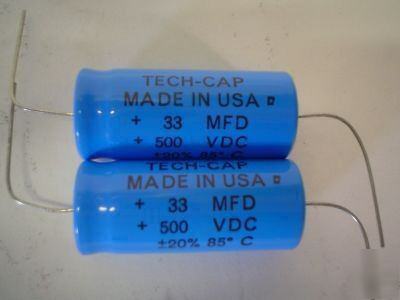 TECH-CAP
MADE IN USA
+ 33 MFD
+ 500 VDC
±20% 85° C
TECH-CAP
MADE IN USA
+ 33 MFD
+ 500 VDC
±20% 85° C